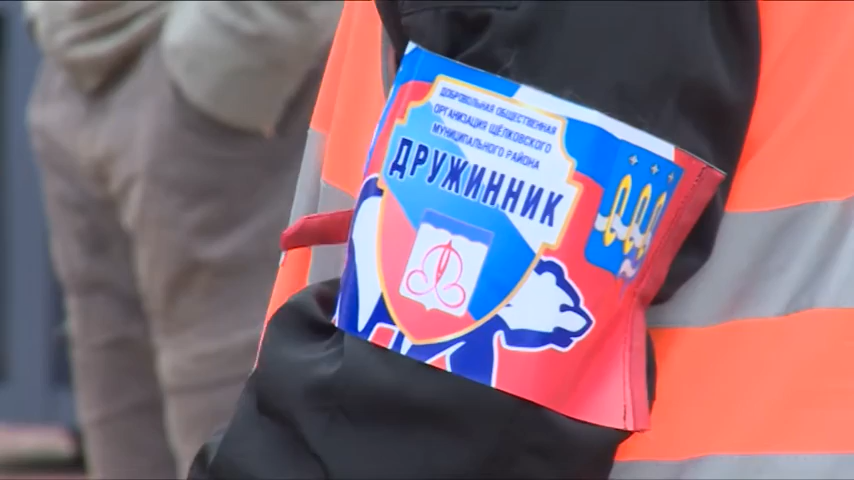 ДОБРОВОЛЬНАЯ ОБЩЕСТВЕННАЯ
ОРГАНИЗАЦИЯ ЩЁЛКОВСКОГО
МУНИЦИПАЛЬНОГО РАЙОНА
ДРУЖИННИК